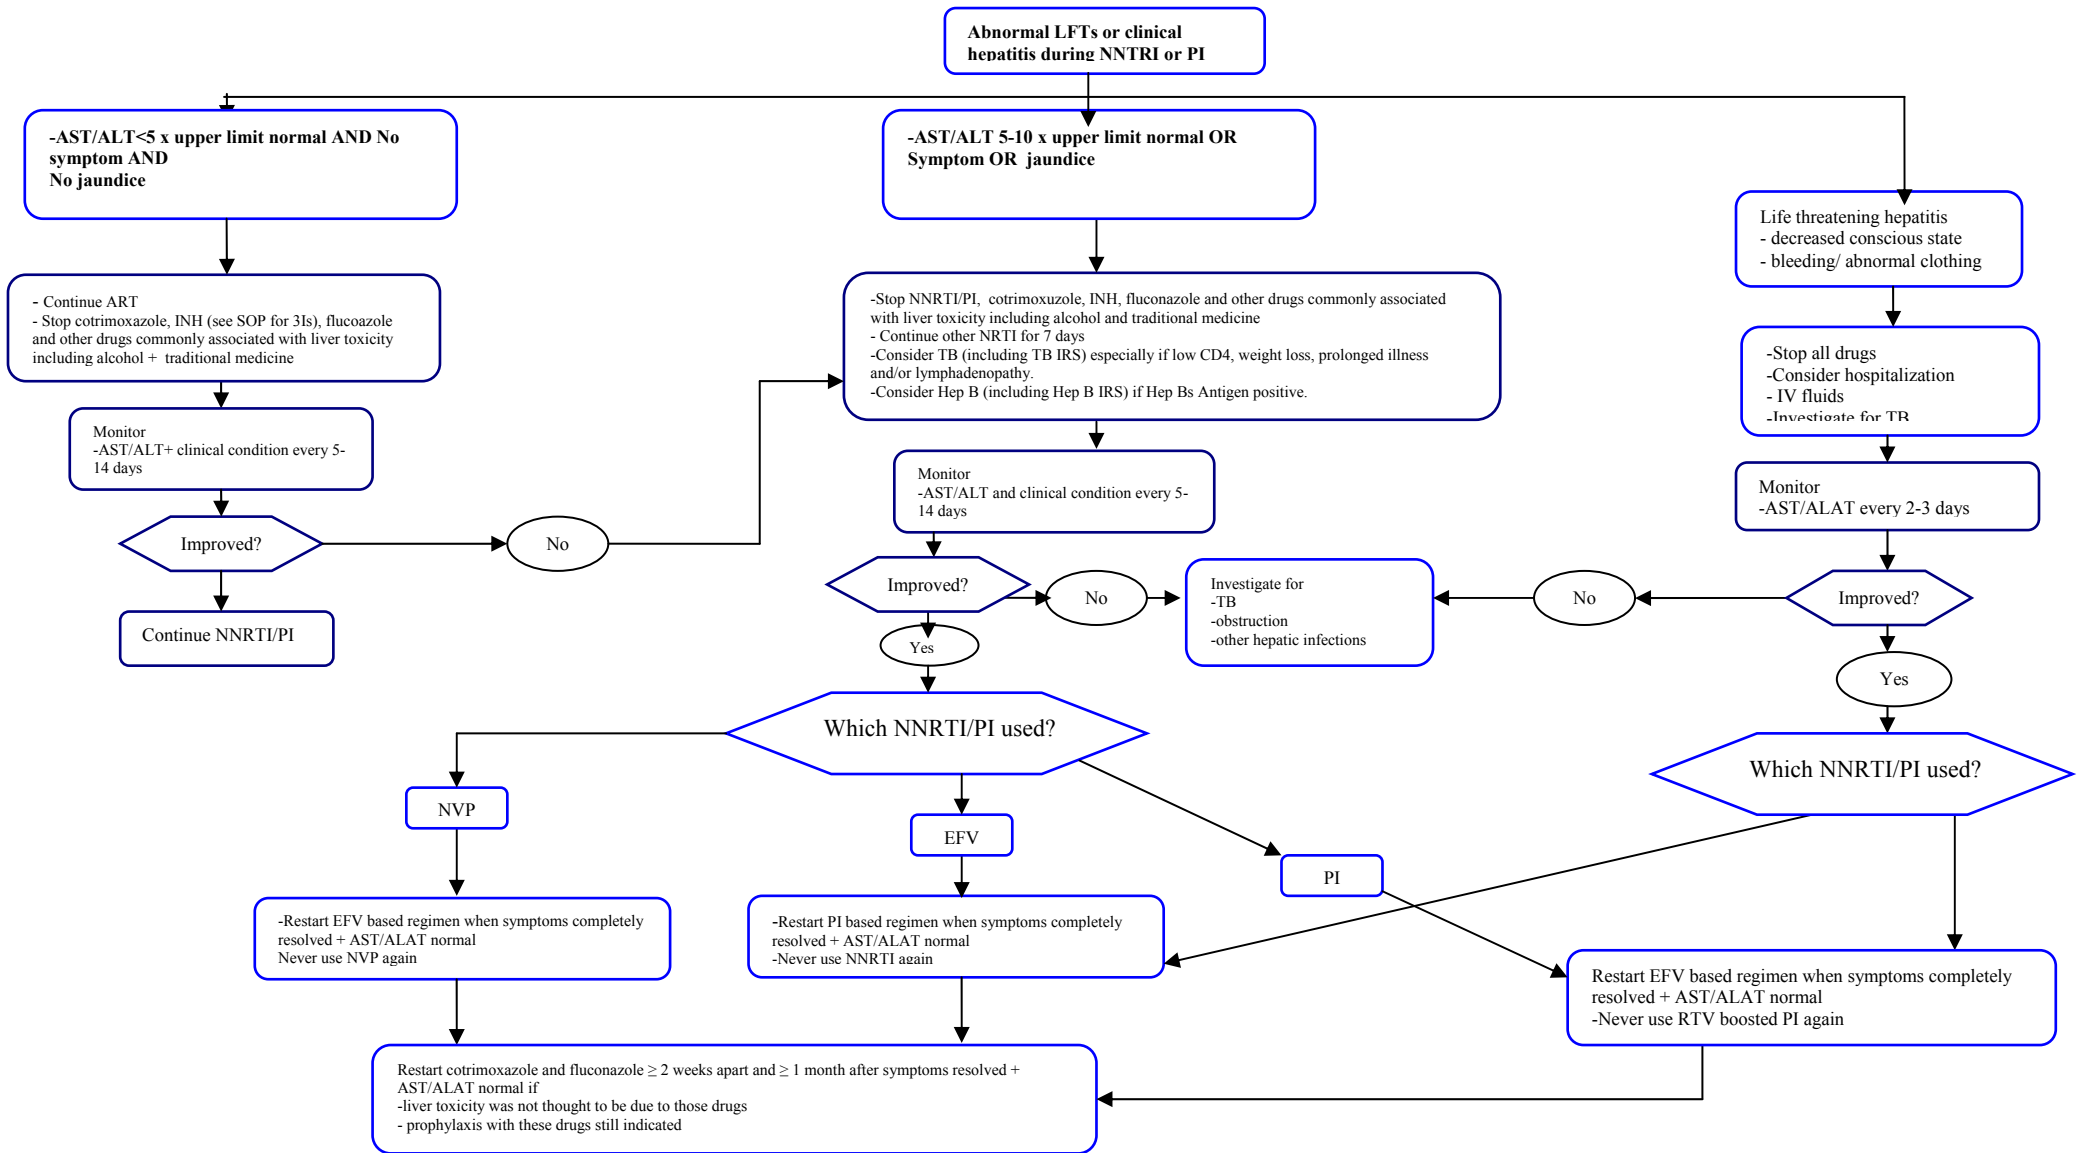 Abnormal LFTs or clinical
hepatitis during NNTRI or PI
-AST/ALT<5 x upper limit normal AND No
symptom AND
No jaundice
-AST/ALT 5-10 x upper limit normal OR
Symptom OR jaundice
Life threatening hepatitis
- decreased conscious state
- bleeding/ abnormal clothing
- Continue ART
- Stop cotrimoxazole, INH (see SOP for 3Is), flucoazole
and other drugs commonly associated with liver toxicity
including alcohol + traditional medicine
-Stop NNRTI/PI, cotrimoxuzole, INH, fluconazole and other drugs commonly associated
with liver toxicity including alcohol and traditional medicine
- Continue other NRTI for 7 days
-Consider TB (including TB IRS) especially if low CD4, weight loss, prolonged illness
and/or lymphadenopathy.
-Consider Hep B (including Hep B IRS) if Hep Bs Antigen positive.
-Stop all drugs
-Consider hospitalization
- IV fluids
-Investigate for TB
Monitor
-AST/ALT+ clinical condition every 5-
14 days
Monitor
-AST/ALT and clinical condition every 5-
14 days
Monitor
-AST/ALAT every 2-3 days
Improved?
No
Improved?
No
Investigate for
-TB
-obstruction
-other hepatic infections
No
Improved?
Continue NNRTI/PI
Yes
Yes
Which NNRTI/PI used?
Which NNRTI/PI used?
NVP
EFV
PI
-Restart EFV based regimen when symptoms completely
resolved + AST/ALAT normal
Never use NVP again
-Restart PI based regimen when symptoms completely
resolved + AST/ALAT normal
-Never use NNRTI again
Restart EFV based regimen when symptoms completely
resolved + AST/ALAT normal
-Never use RTV boosted PI again
Restart cotrimoxazole and fluconazole ≥ 2 weeks apart and ≥ 1 month after symptoms resolved +
AST/ALAT normal if
-liver toxicity was not thought to be due to those drugs
- prophylaxis with these drugs still indicated